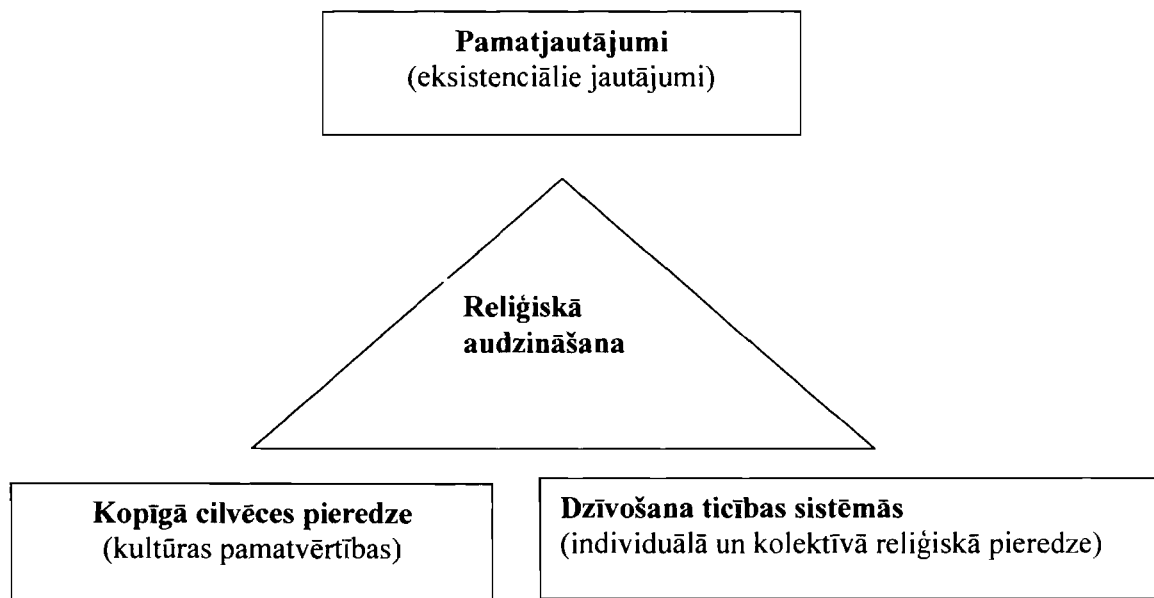 Pamatjautājumi
(eksistenciālie jautājumi)
Reliģiskā
audzināšana
Kopīgā cilvēces pieredze
(kultūras pamatvērtības)
Dzīvošana ticības sistēmās
(individuālā un kolektīvā reliģiskā pieredze)